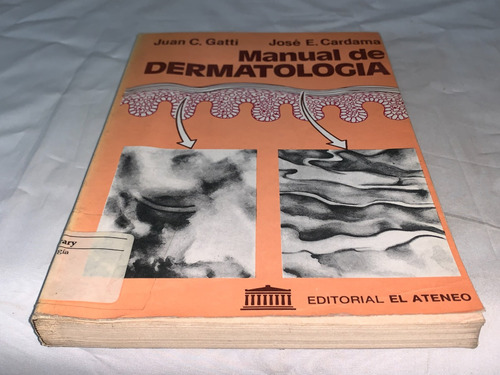 Juan C. Gatti José E. Cardama
Manual de
DERMATOLOGIA
EDITORIAL EL ATENEO